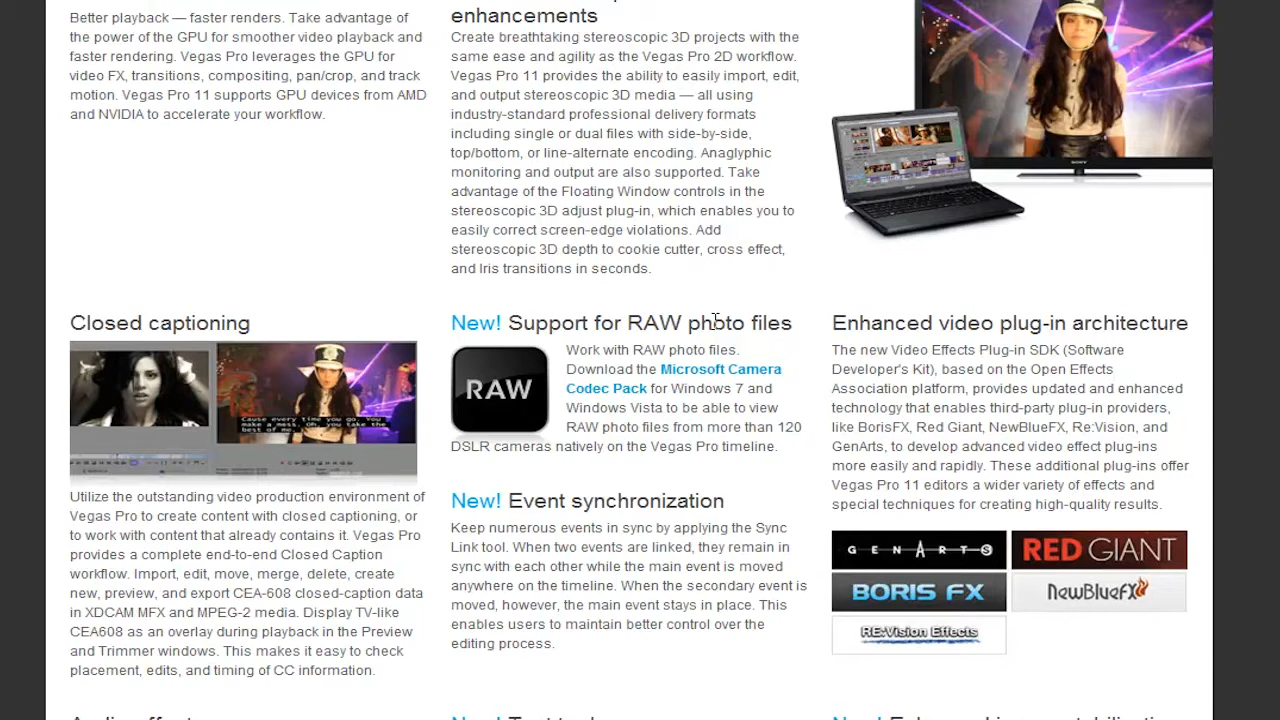 Better playback — faster renders. Take advantage of
the power of the GPU for smoother video playback and
faster rendering. Vegas Pro leverages the GPU for
video FX, transitions, compositing, pan/crop, and track
motion. Vegas Pro 11 supports GPU devices from AMD
and NVIDIA to accelerate your workflow.
enhancements
Create breathtaking stereoscopic 3D projects with the
same ease and agility as the Vegas Pro 2D workflow.
Vegas Pro 11 provides the ability to easily import, edit,
and output stereoscopic 3D media — all using
industry-standard professional delivery formats
including single or dual files with side-by-side,
top/bottom, or line-alternate encoding. Anaglyphic
monitoring and output are also supported. Take
advantage of the Floating Window controls in the
stereoscopic 3D adjust plug-in, which enables you to
easily correct screen-edge violations. Add
stereoscopic 3D depth to cookie cutter, cross effect,
and Iris transitions in seconds.
SONY
Closed captioning
Cause every time you go. You
make a mess. Oh, you take the
best of me.
Utilize the outstanding video production environment of
Vegas Pro to create content with closed captioning, or
to work with content that already contains it. Vegas Pro
provides a complete end-to-end Closed Caption
workflow. Import, edit, move, merge, delete, create
new, preview, and export CEA-608 closed-caption data
in XDCAM MFX and MPEG-2 media. Display TV-like
CEA608 as an overlay during playback in the Preview
and Trimmer windows. This makes it easy to check
placement, edits, and timing of CC information.
New! Support for RAW photo files
RAW
Work with RAW photo files.
Download the Microsoft Camera
Codec Pack for Windows 7 and
Windows Vista to be able to view
RAW photo files from more than 120
DSLR cameras natively on the Vegas Pro timeline.
New! Event synchronization
Keep numerous events in sync by applying the Sync
Link tool. When two events are linked, they remain in
sync with each other while the main event is moved
anywhere on the timeline. When the secondary event is
moved, however, the main event stays in place. This
enables users to maintain better control over the
editing process.
Enhanced video plug-in architecture
The new Video Effects Plug-in SDK (Software
Developer's Kit), based on the Open Effects
Association platform, provides updated and enhanced
technology that enables third-party plug-in providers,
like BorisFX, Red Giant, NewBlueFX, Re:Vision, and
GenArts, to develop advanced video effect plug-ins
more easily and rapidly. These additional plug-ins offer
Vegas Pro 11 editors a wider variety of effects and
special techniques for creating high-quality results.
GENARTS
RED GIANT
BORIS FX
NewBlueFX
RE:Vision Effects